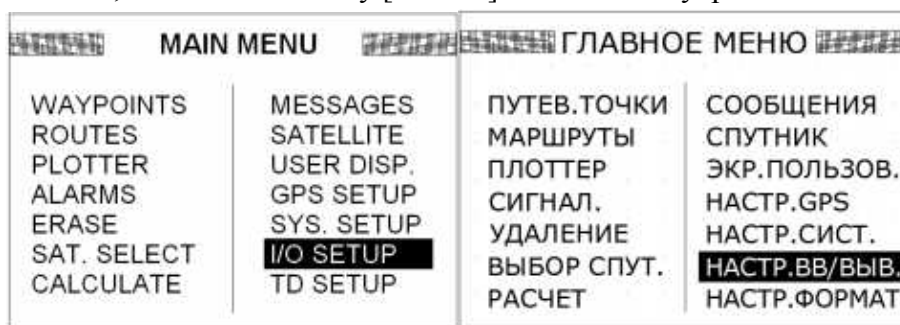 MAIN MENU
WAYPOINTS
ROUTES
PLOTTER
ALARMS
ERASE
SAT. SELECT
CALCULATE
MESSAGES
SATELLITE
USER DISP.
GPS SETUP
SYS. SETUP
I/O SETUP
TD SETUP
ГЛАВНОЕ МЕНЮ
ПУТЕВ.ТОЧКИ
МАРШРУТЫ
ПЛОТТЕР
СИГНАЛ.
УДАЛЕНИЕ
ВЫБОР СПУТ.
РАСЧЕТ
СООБЩЕНИЯ
СПУТНИК
ЭКР.ПОЛЬЗОВ.
НАСТР.GPS
НАСТР.СИСТ.
НАСТР.ВВ/ВЫВ.
НАСТР.ФОРМАТ